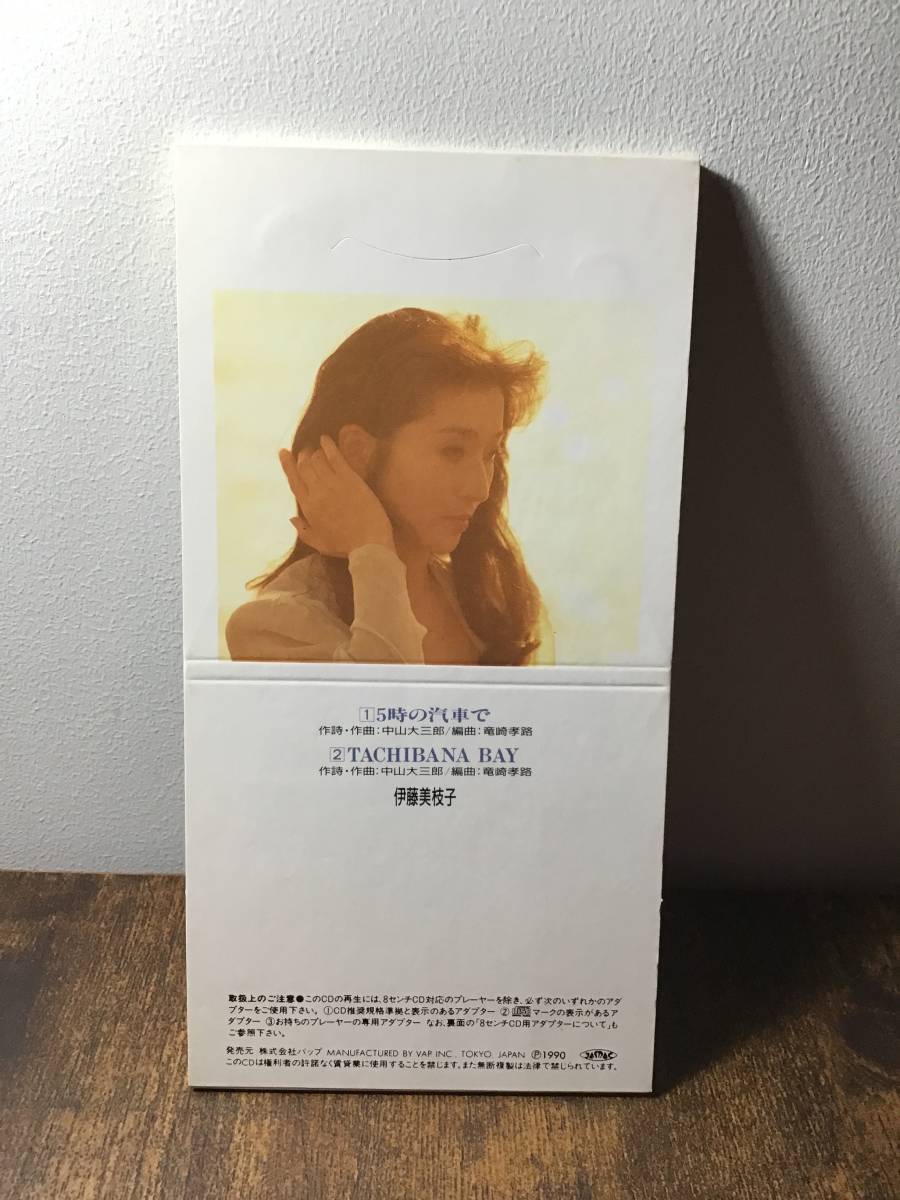 1 5時の汽車で
作詩・作曲:中山大三郎/編曲:竜崎孝路
2 TACHIBANA BAY
作詩・作曲:中山大三郎/編曲:竜崎孝路
伊藤美枝子
取扱上のご注意●このCDの再生には、8センチCD対応のプレーヤーを除き、必ず次のいずれかのアダ
プターをご使用下さい。①CD推奨規格準拠と表示のあるアダプター ②マークの表示があるア
ダプター ③お持ちのプレーヤーの専用アダプター なお、裏面の「8センチCD用アダプターについて」も
ご参照下さい。
発売元 株式会社バップ MANUFACTURED BY VAP INC., TOKYO, JAPAN Ⓟ1990 JASRAC
このCDは権利者の許諾なく賃貸業に使用することを禁じます。また無断複製は法律で禁じられています。